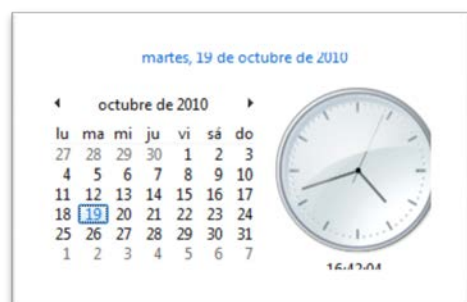 martes, 19 de octubre de 2010
octubre de 2010
lu ma mi ju vi sá do
27 28 29 30 1 2 3
4 5 6 7 8 9 10
11 12 13 14 15 16 17
18 19 20 21 22 23 24
25 26 27 28 29 30 31
1 2 3 4 5 6 7
16:42:04